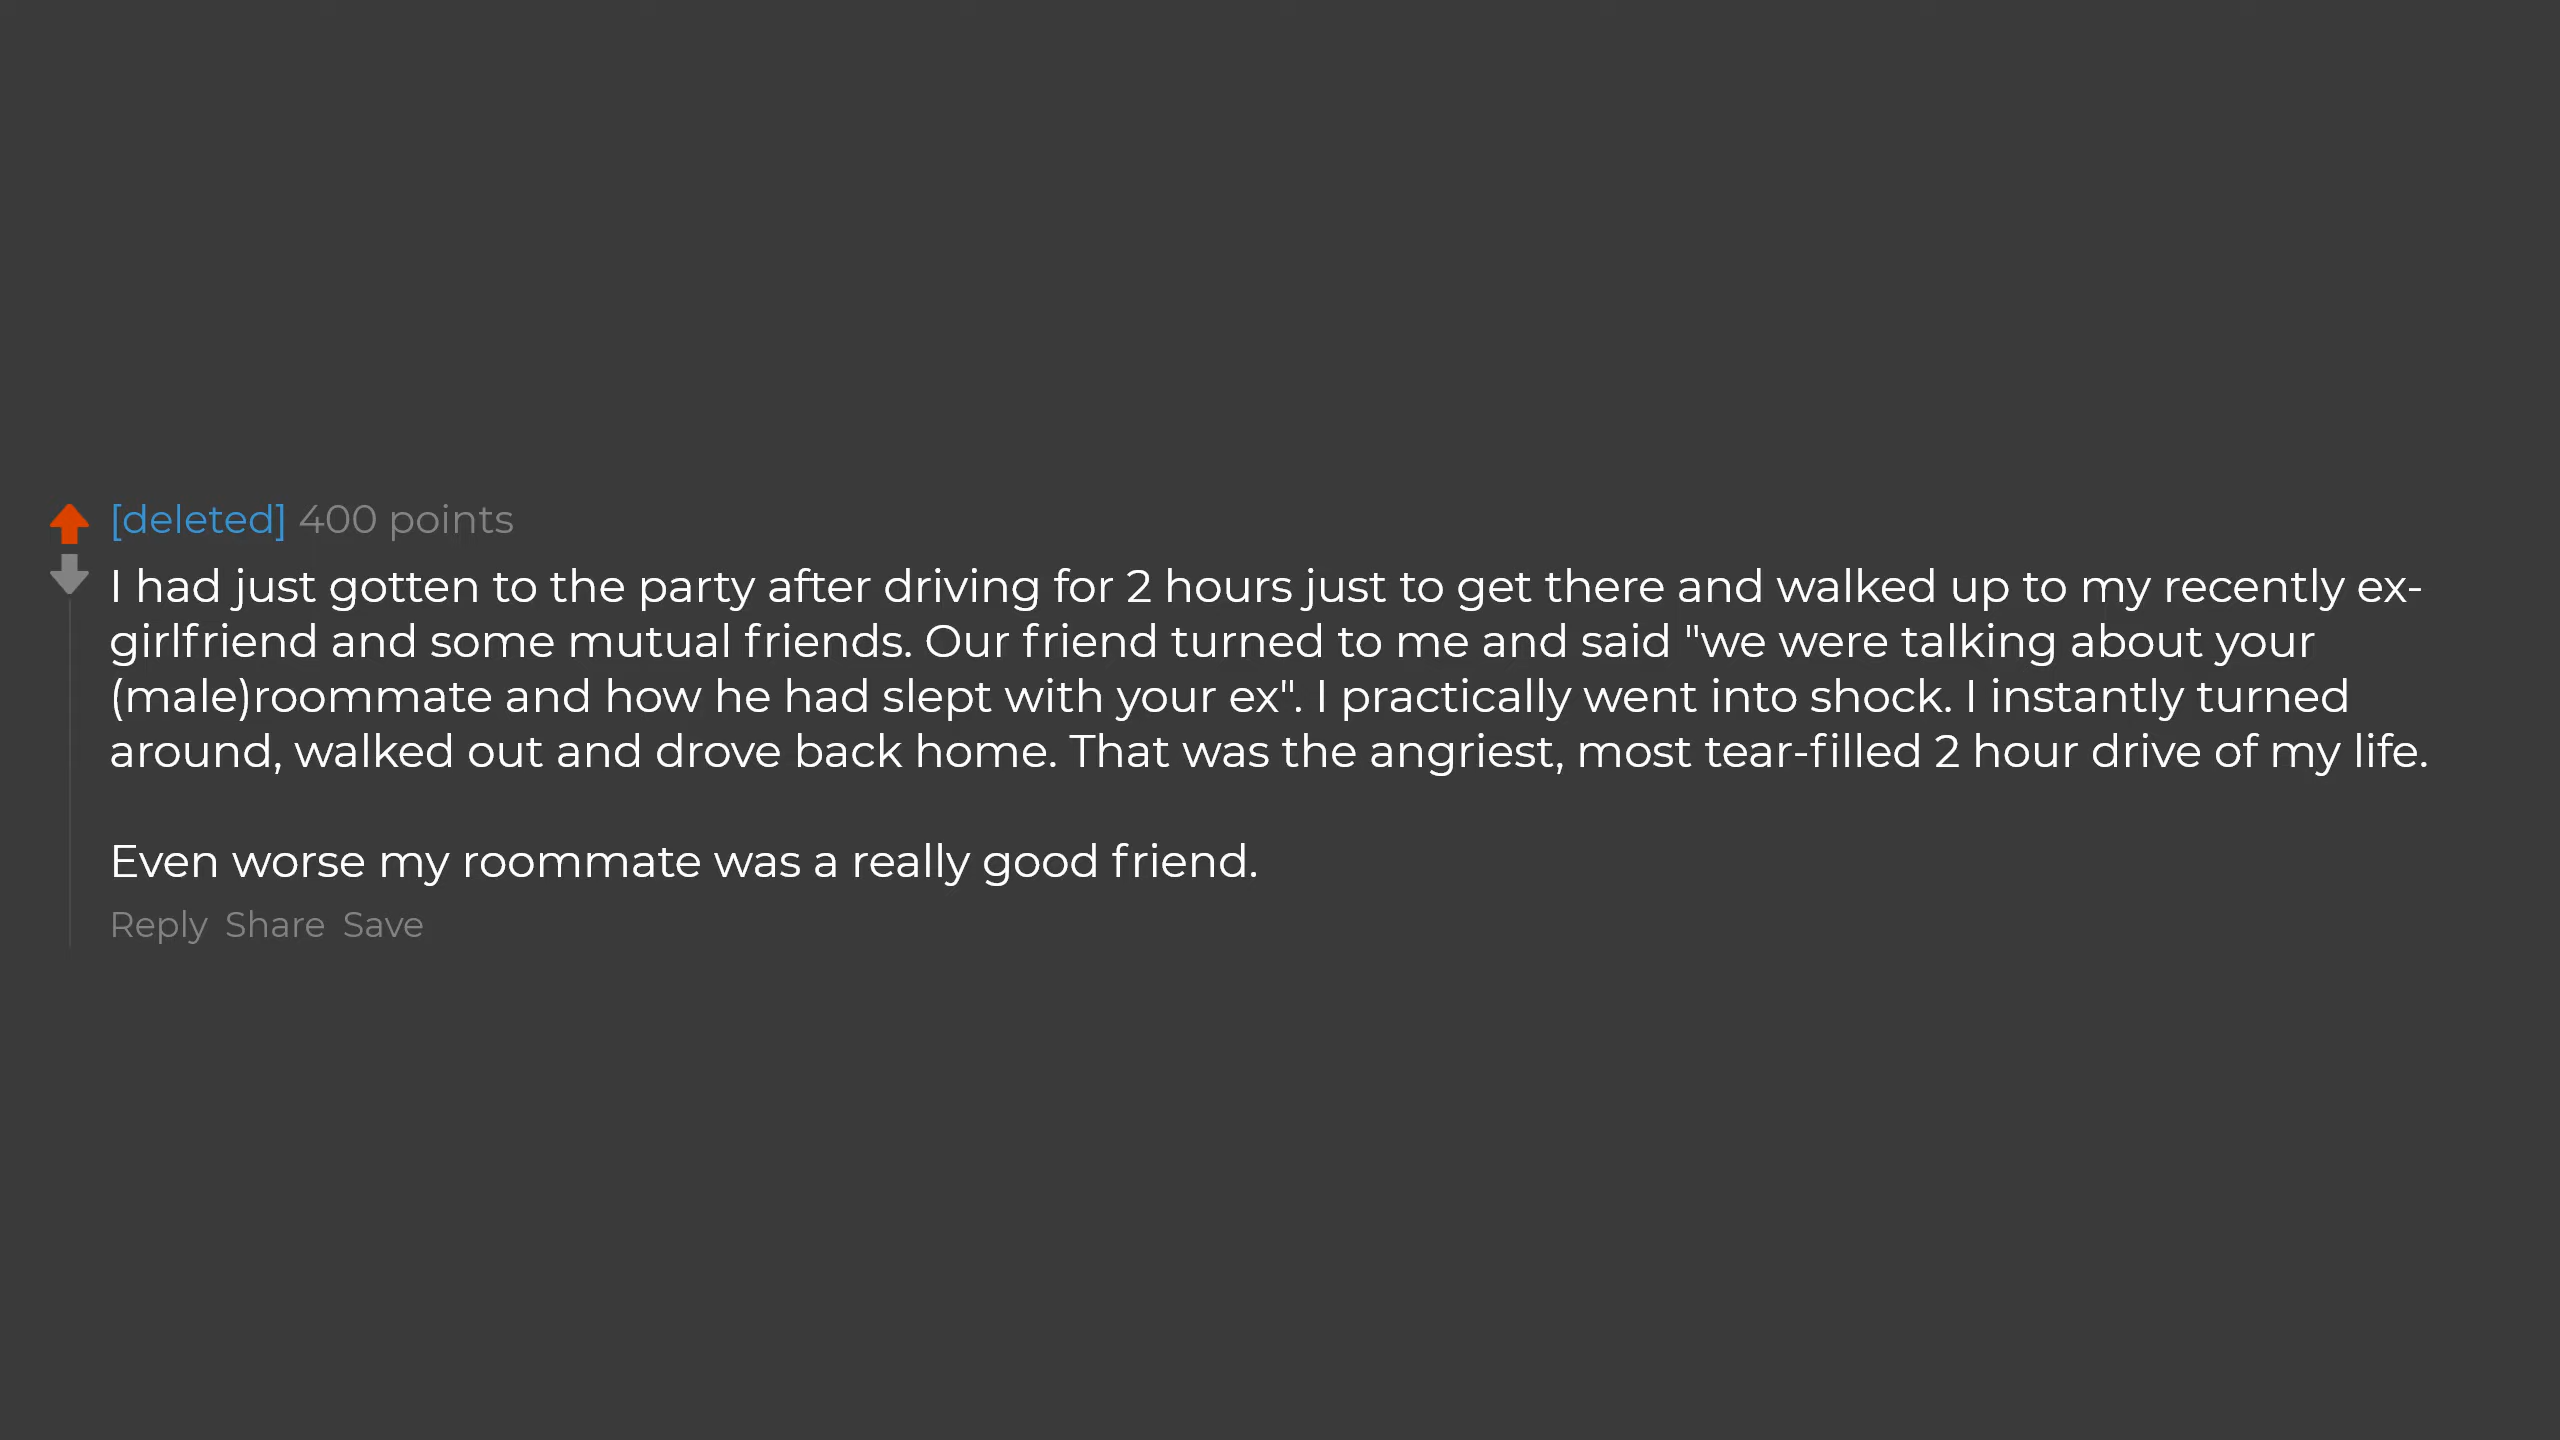 [deleted] 400 points
I had just gotten to the party after driving for 2 hours just to get there and walked up to my recently ex-
girlfriend and some mutual friends. Our friend turned to me and said "we were talking about your
(male)roommate and how he had slept with your ex". I practically went into shock. I instantly turned
around, walked out and drove back home. That was the angriest, most tear-filled 2 hour drive of my life.
Even worse my roommate was a really good friend.
Reply Share Save